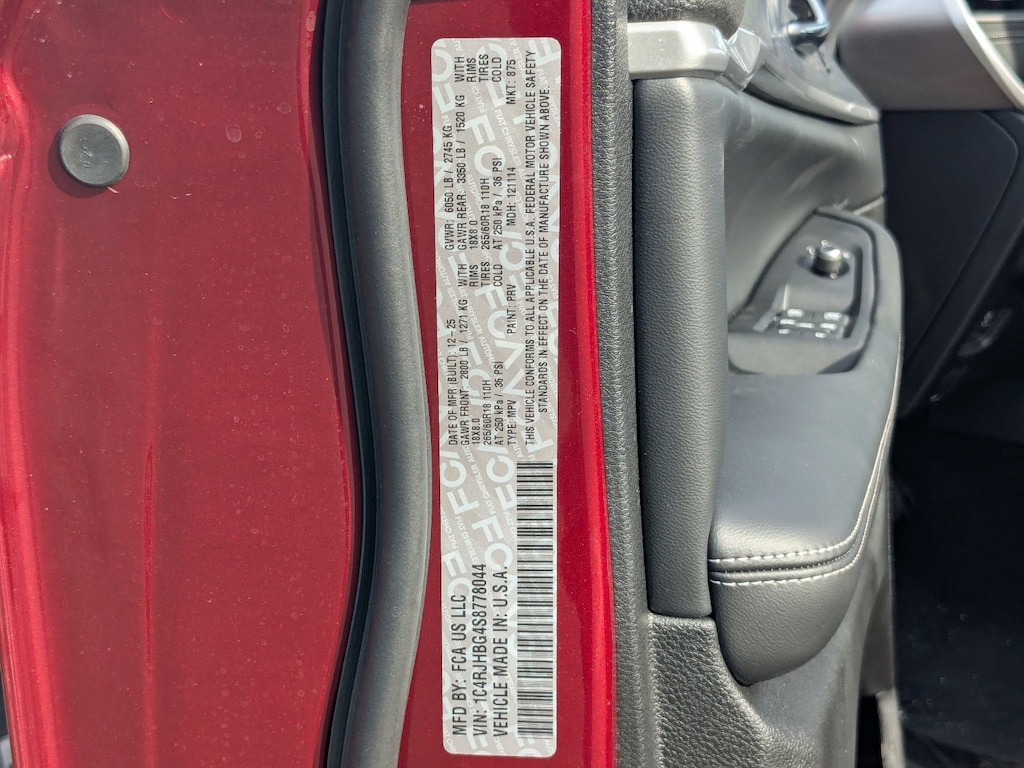 MFD BY: FCA US LLC
DATE OF MFR (BUILT): 12 - 25
GVWR: 6050 LB / 2745 KG
GAWR FRONT: 2800 LB / 1271 KG WITH
GAWR REAR: 3350 LB / 1520 KG WITH
18X8.0 RIMS
18X8.0 RIMS
265/60R18 110H TIRES
265/60R18 110H TIRES
AT 250 kPa / 36 PSI COLD
AT 250 kPa / 36 PSI COLD
VIN: 1C4RJHBG4S8778044
VEHICLE MADE IN: U.S.A.
TYPE: MPV PAINT: PRV MDH: 121114 MKT: 875
THIS VEHICLE CONFORMS TO ALL APPLICABLE U.S.A. FEDERAL MOTOR VEHICLE SAFETY
STANDARDS IN EFFECT ON THE DATE OF MANUFACTURE SHOWN ABOVE.